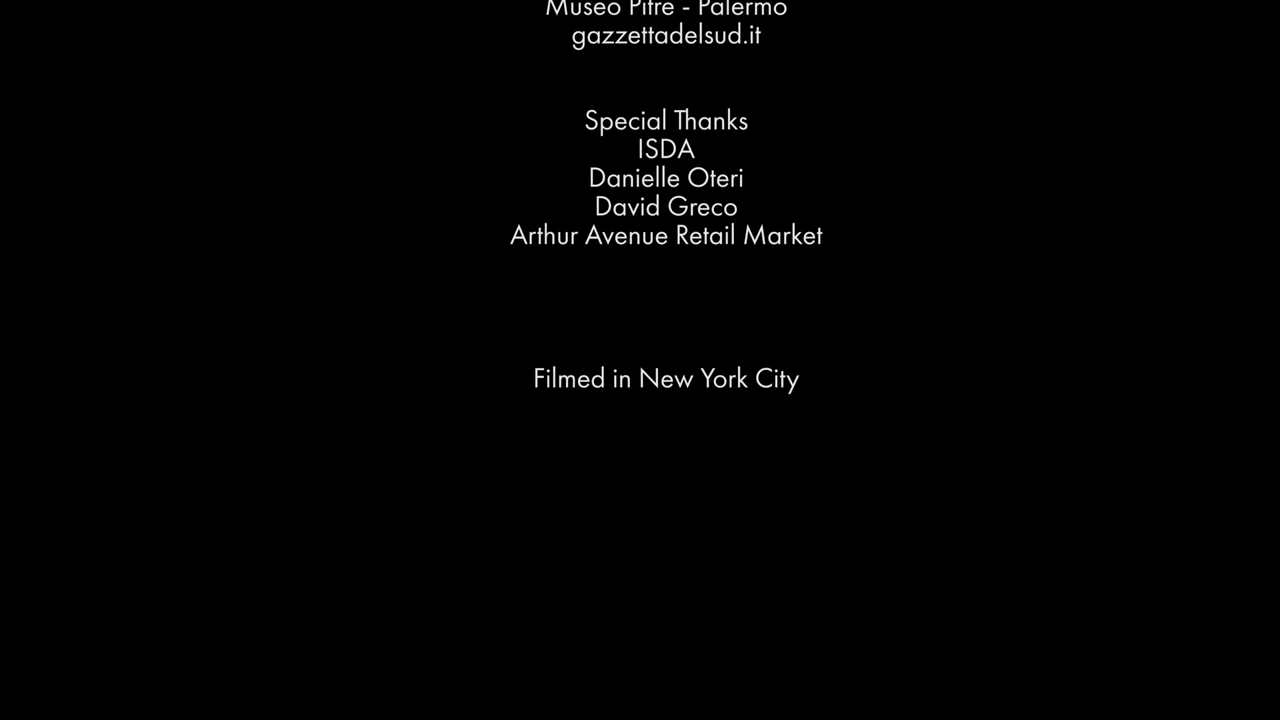 Museo Pitre - Palermo
gazzettadelsud.it
Special Thanks
ISDA
Danielle Oteri
David Greco
Arthur Avenue Retail Market
Filmed in New York City